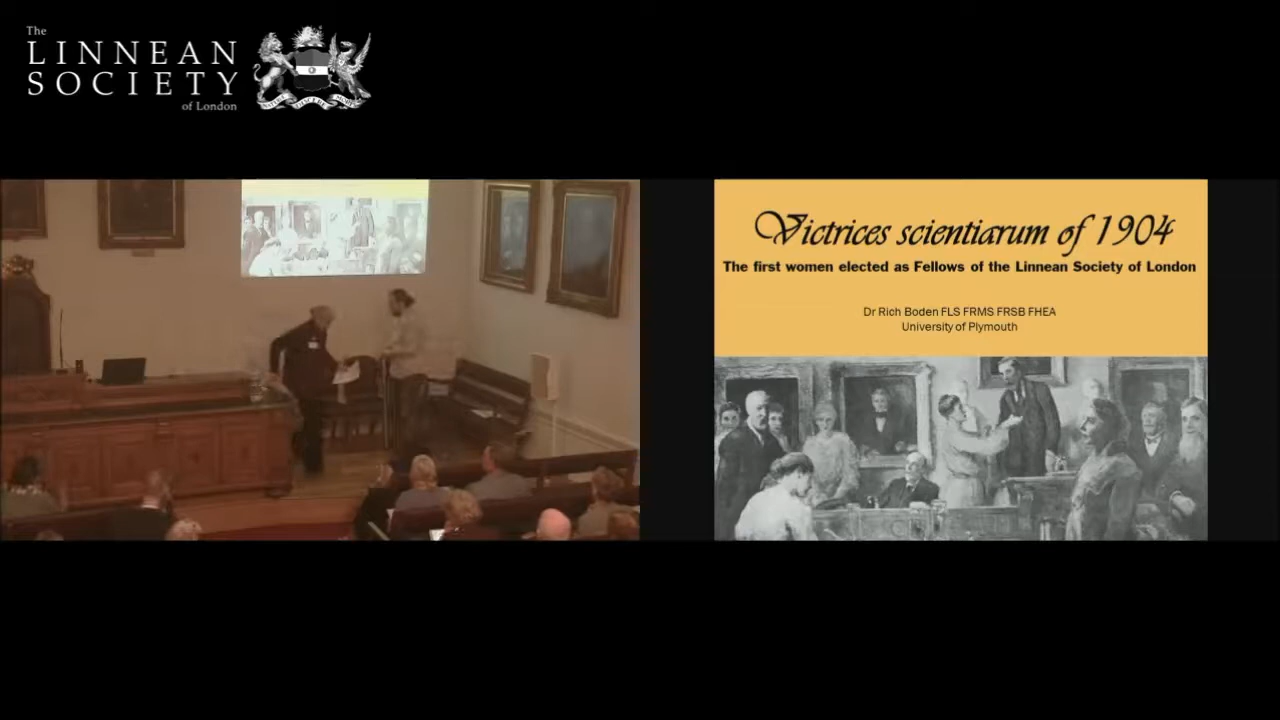 The
LINNEAN
SOCIETY
of London
Victrices scientiarum of 1904
The first women elected as Fellows of the Linnean Society of London
Dr Rich Boden FLS FRMS FRSB FHEA
University of Plymouth